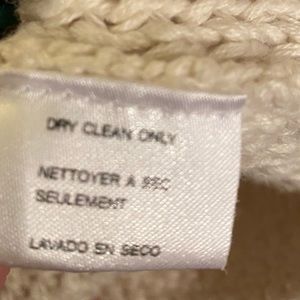 DRY CLEAN ONLY
NETTOYER A SEC
SEULEMENT
LAVADO EN SECO